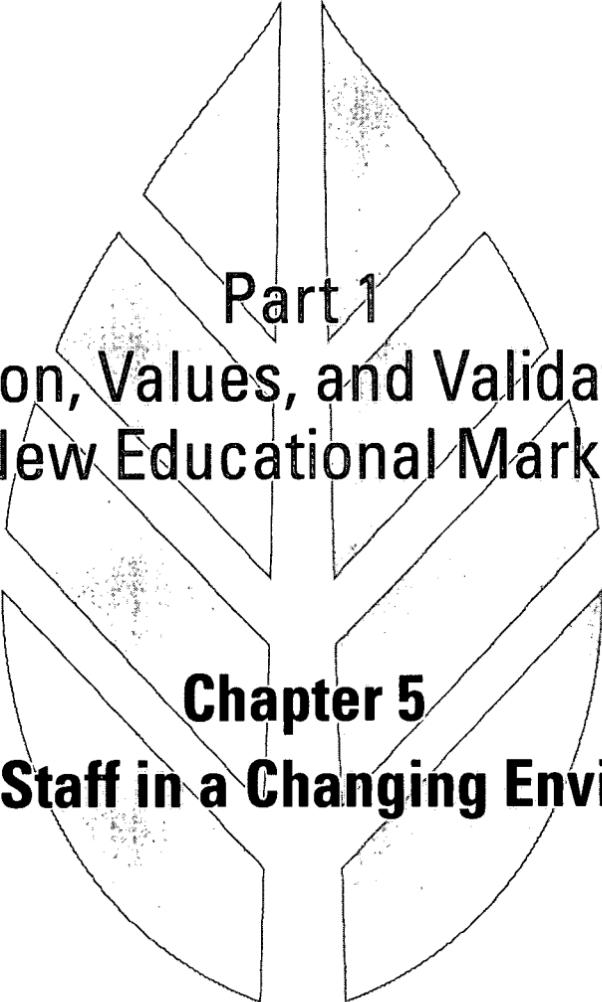 Part 1
on, Values, and Valida
lew Educational Mark
Chapter 5
Staff in a Changing Envi